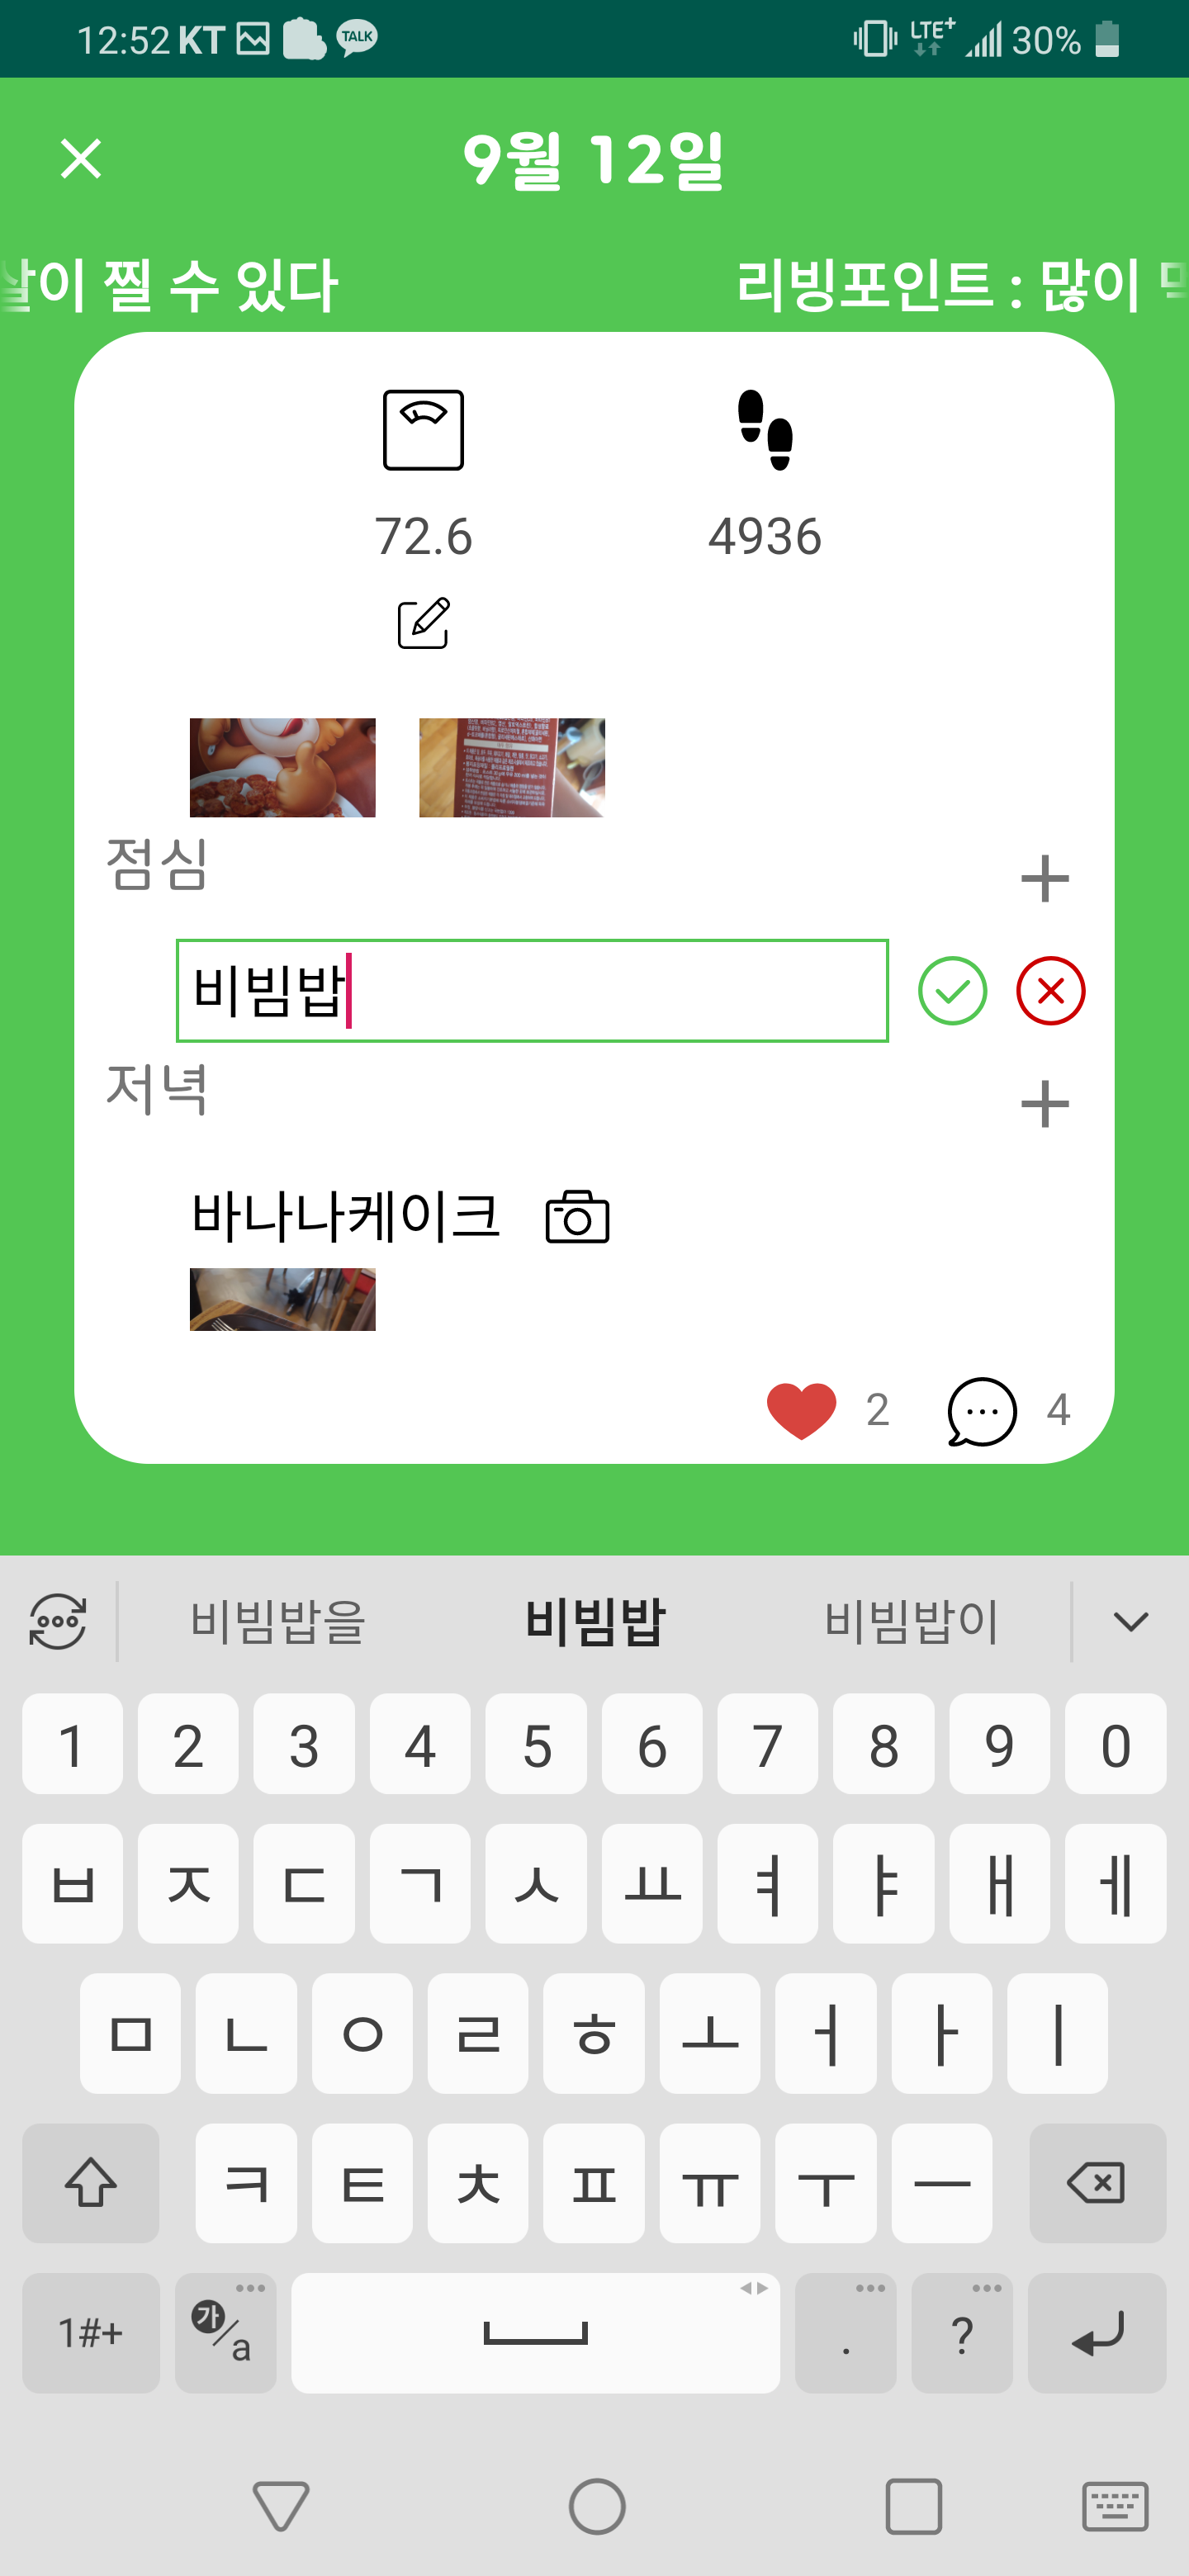 12:52 KT TALK LTE+ 30%
9월 12일
살이 찔 수 있다 리빙포인트 : 많이
72.6 4936
점심
비빔밥
저녁
바나나케이크
2 4
비빔밥을 비빔밥 비빔밥이
1 2 3 4 5 6 7 8 9 0
ㅂ ㅈ ㄷ ㄱ ㅅ ㅛ ㅕ ㅑ ㅐ ㅔ
ㅁ ㄴ ㅇ ㄹ ㅎ ㅗ ㅓ ㅏ ㅣ
ㅋ ㅌ ㅊ ㅍ ㅠ ㅜ ㅡ
1#+ 가/a . ?